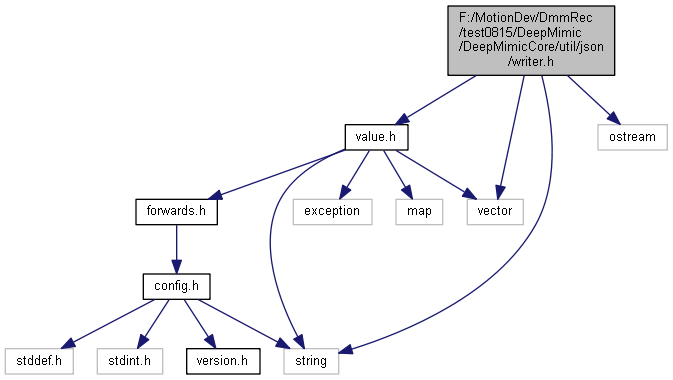 F:/MotionDev/DmmRec
/test0815/DeepMimic
/DeepMimicCore/util/json
/writer.h
value.h
ostream
forwards.h
exception
map
vector
config.h
stddef.h
stdint.h
version.h
string